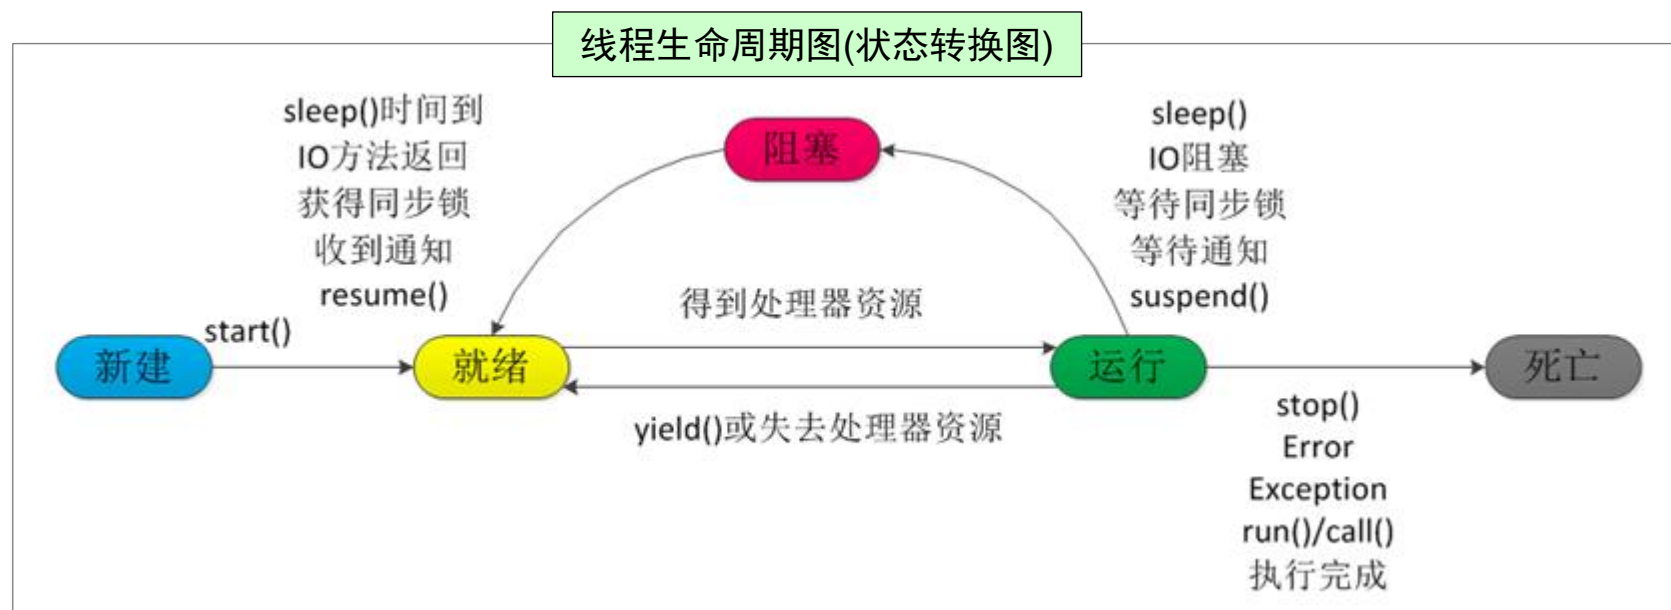 线程生命周期图(状态转换图)
sleep()时间到
IO方法返回
获得同步锁
收到通知
resume()
阻塞
sleep()
IO阻塞
等待同步锁
等待通知
suspend()
得到处理器资源
新建
start()
就绪
运行
死亡
yield()或失去处理器资源
stop()
Error
Exception
run()/call()
执行完成